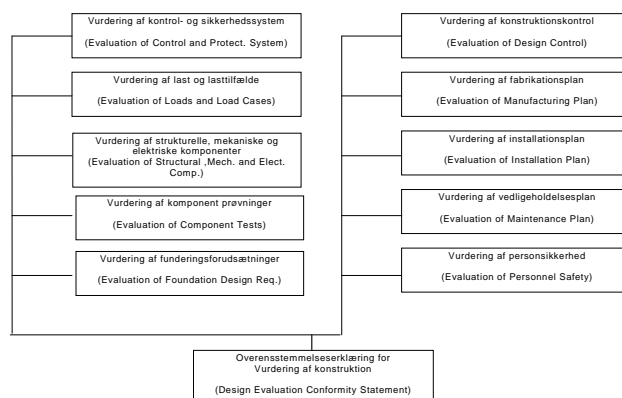 Vurdering af kontrol- og sikkerhedssystem
(Evaluation of Control and Protect. System)
Vurdering af last og lasttilfælde
(Evaluation of Loads and Load Cases)
Vurdering af strukturelle, mekaniske og
elektriske komponenter
(Evaluation of Structural ,Mech. and Elect.
Comp.)
Vurdering af komponent prøvninger
(Evaluation of Component Tests)
Vurdering af funderingsforudsætninger
(Evaluation of Foundation Design Req.)
Vurdering af konstruktionskontrol
(Evaluation of Design Control)
Vurdering af fabrikationsplan
(Evaluation of Manufacturing Plan)
Vurdering af installationsplan
(Evaluation of Installation Plan)
Vurdering af vedligeholdelsesplan
(Evaluation of Maintenance Plan)
Vurdering af personsikkerhed
(Evaluation of Personnel Safety)
Overensstemmelseserklæring for
Vurdering af konstruktion
(Design Evaluation Conformity Statement)